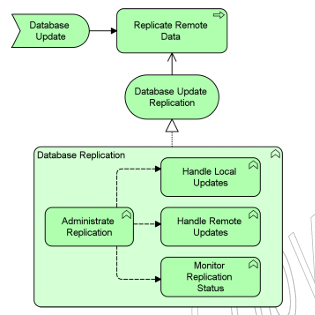 Database
Update
Replicate Remote
Data
Database Update
Replication
Database Replication
Handle Local
Updates
Administrate
Replication
Handle Remote
Updates
Monitor
Replication
Status